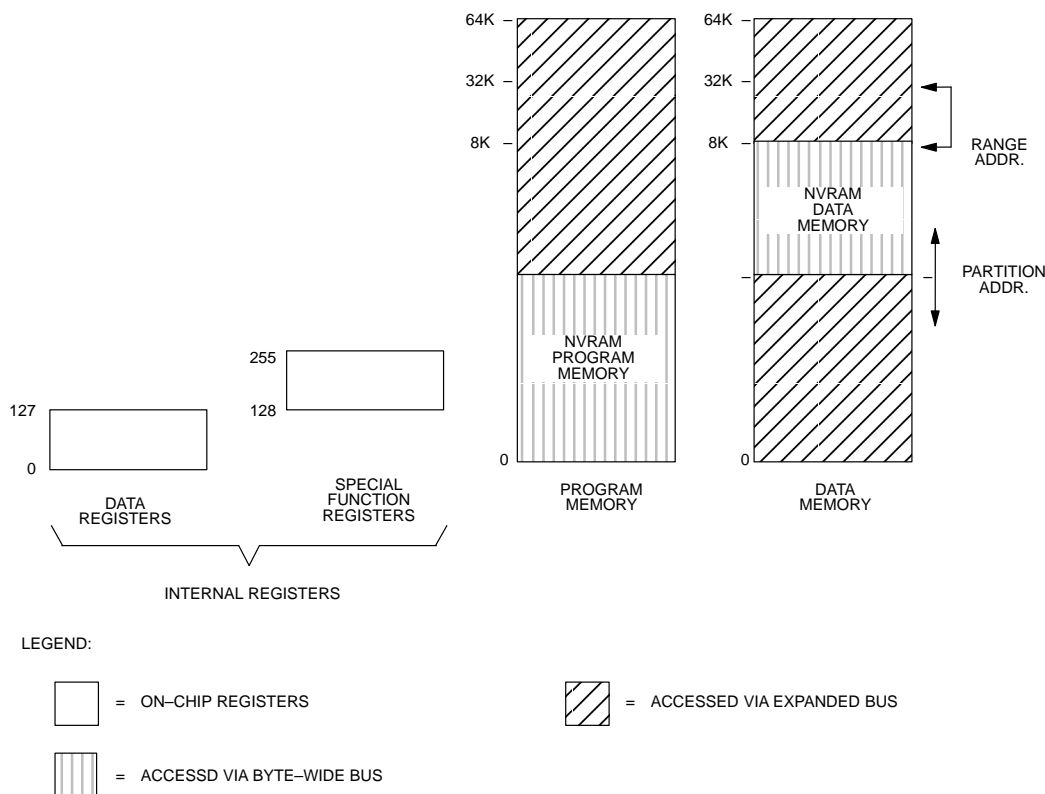 64K –
32K –
8K –
0
NVRAM
PROGRAM
MEMORY
PROGRAM
MEMORY
64K –
32K –
8K –
–
0
NVRAM
DATA
MEMORY
DATA
MEMORY
–
RANGE
ADDR.
PARTITION
ADDR.
127
0
DATA
REGISTERS
255
128
SPECIAL
FUNCTION
REGISTERS
INTERNAL REGISTERS
LEGEND:
= ON–CHIP REGISTERS
= ACCESSED VIA EXPANDED BUS
= ACCESSD VIA BYTE–WIDE BUS